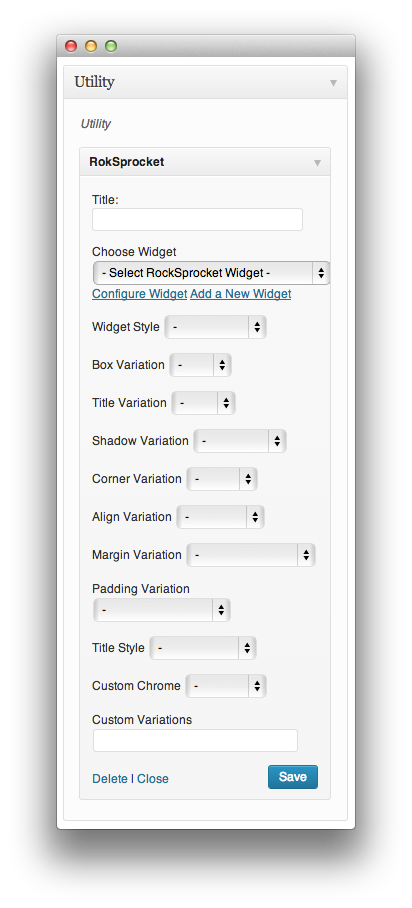 Utility
Utility
RokSprocket
Title:
Choose Widget
- Select RockSprocket Widget -
Configure Widget Add a New Widget
Widget Style -
Box Variation -
Title Variation -
Shadow Variation -
Corner Variation -
Align Variation -
Margin Variation -
Padding Variation
-
Title Style -
Custom Chrome -
Custom Variations
Delete | Close Save